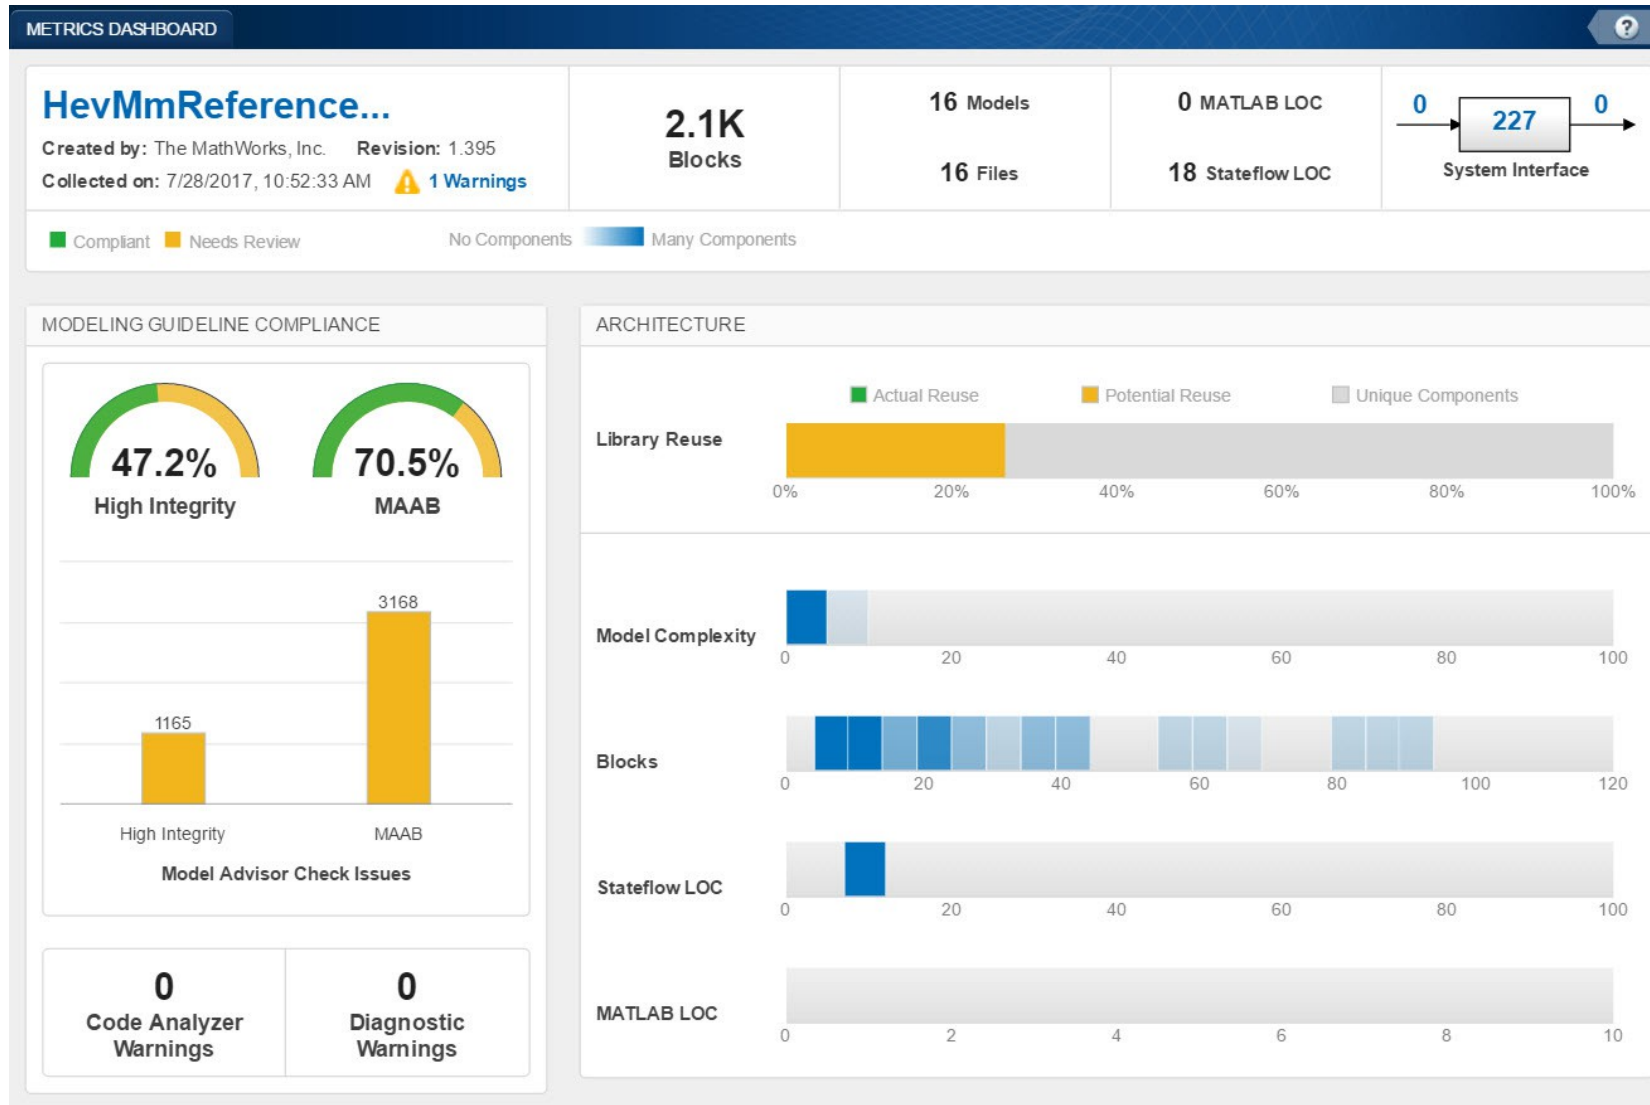 METRICS DASHBOARD
?
HevMmReference...
Created by: The MathWorks, Inc. Revision: 1.395
Collected on: 7/28/2017, 10:52:33 AM 1 Warnings
2.1K
Blocks
16 Models
16 Files
0 MATLAB LOC
18 Stateflow LOC
0 227 0
System Interface
Compliant Needs Review No Components Many Components
MODELING GUIDELINE COMPLIANCE
47.2% 70.5%
High Integrity MAAB
3168
1165
High Integrity MAAB
Model Advisor Check Issues
0
Code Analyzer
Warnings
0
Diagnostic
Warnings
ARCHITECTURE
Actual Reuse Potential Reuse Unique Components
Library Reuse
0% 20% 40% 60% 80% 100%
Model Complexity
0 20 40 60 80 100
Blocks
0 20 40 60 80 100 120
Stateflow LOC
0 20 40 60 80 100
MATLAB LOC
0 2 4 6 8 10